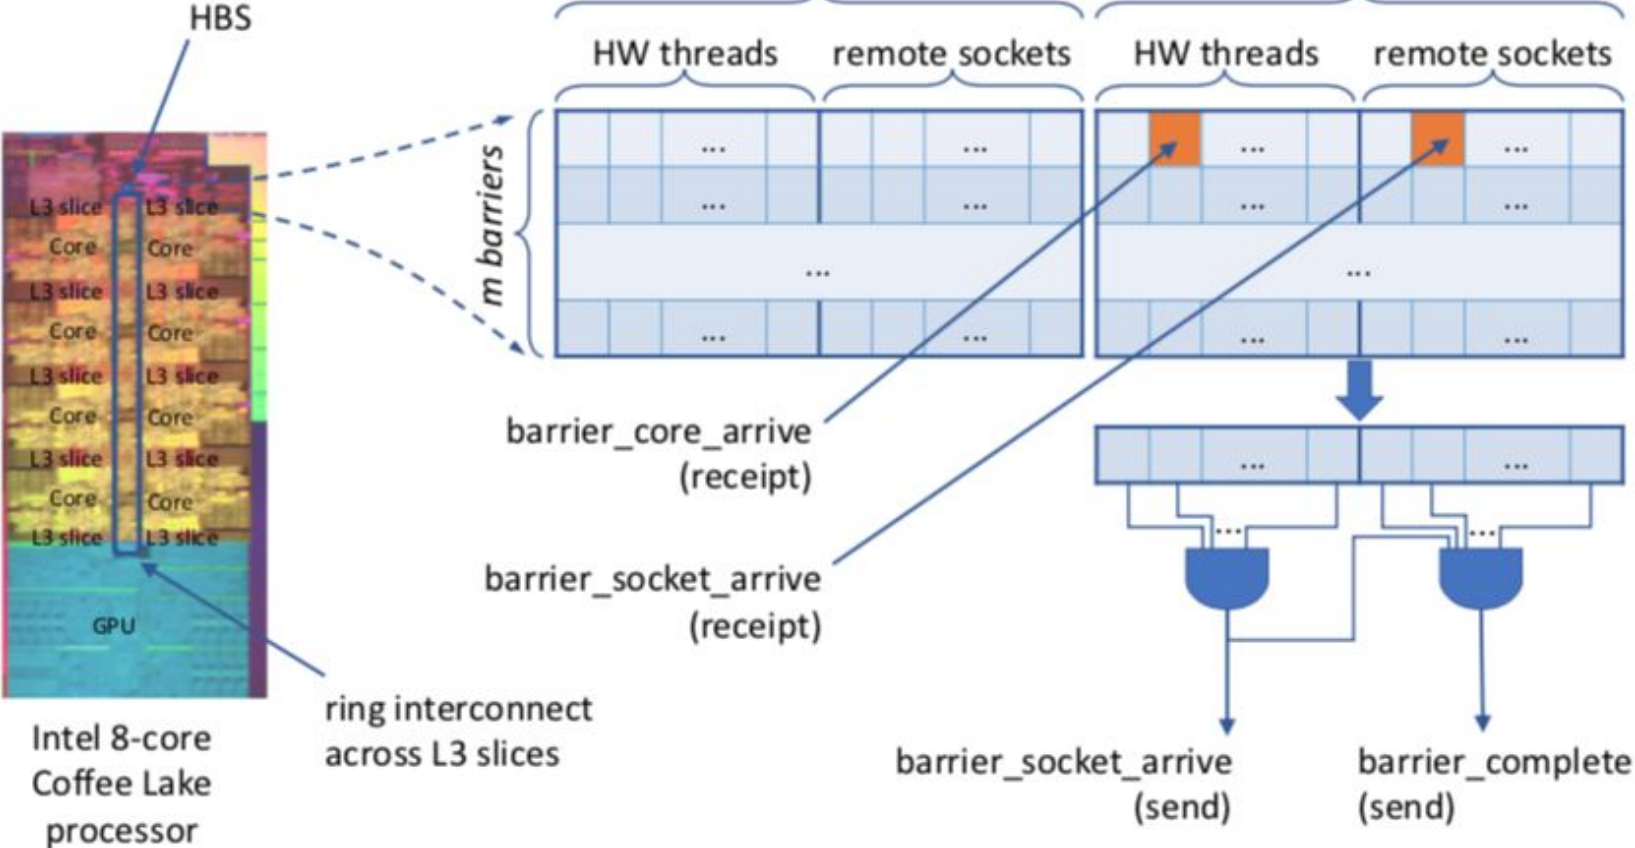 HBS
HW threads
remote sockets
HW threads
remote sockets
m barriers
...
...
...
...
...
...
...
...
...
...
...
...
...
...
L3 slice
L3 slice
Core
Core
L3 slice
L3 slice
Core
Core
L3 slice
L3 slice
Core
Core
L3 slice
L3 slice
Core
Core
L3 slice
L3 slice
GPU
barrier_core_arrive
(receipt)
...
...
...
...
barrier_socket_arrive
(receipt)
ring interconnect
across L3 slices
Intel 8-core
Coffee Lake
processor
barrier_socket_arrive
(send)
barrier_complete
(send)